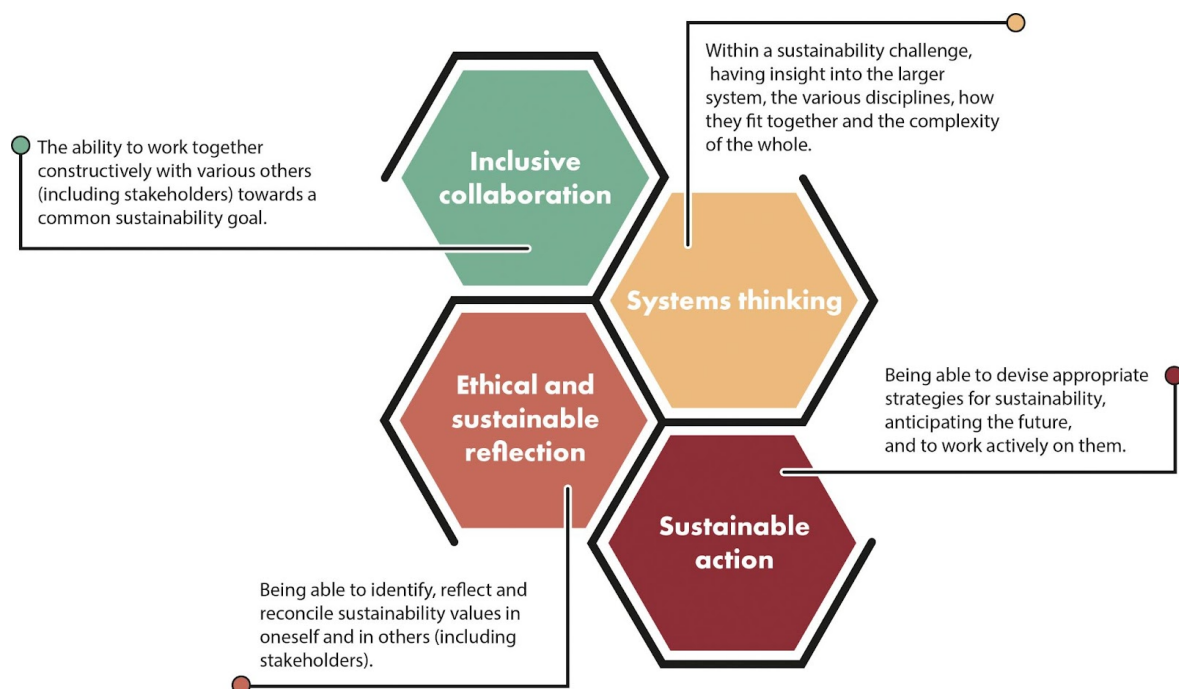 Within a sustainability challenge,
having insight into the larger
system, the various disciplines, how
they fit together and the complexity
of the whole.
The ability to work together
constructively with various others
(including stakeholders) towards a
common sustainability goal.
Inclusive
collaboration
Systems thinking
Ethical and
sustainable
reflection
Being able to devise appropriate
strategies for sustainability,
anticipating the future,
and to work actively on them.
Sustainable
action
Being able to identify, reflect and
reconcile sustainability values in
oneself and in others (including
stakeholders).